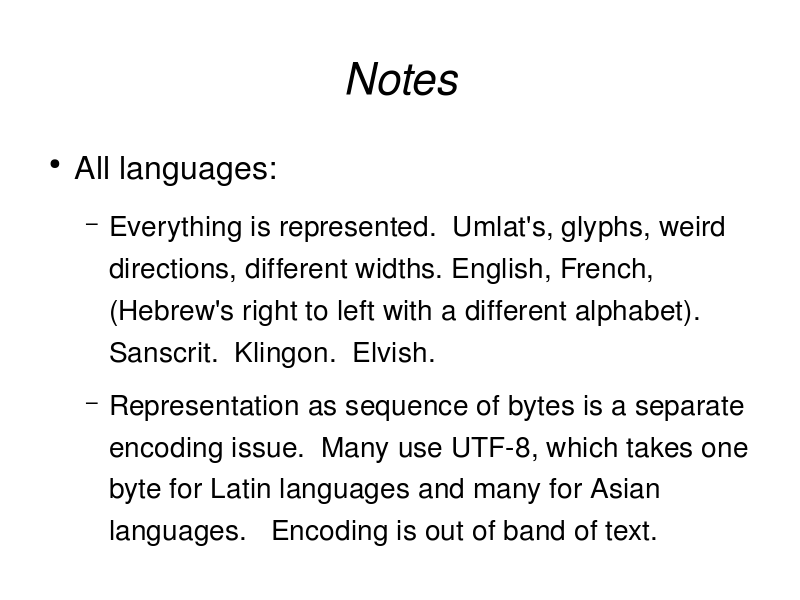 Notes
• All languages:
– Everything is represented.  Umlat's, glyphs, weird
directions, different widths. English, French,
(Hebrew's right to left with a different alphabet).
Sanscrit.  Klingon.  Elvish.
– Representation as sequence of bytes is a separate
encoding issue.  Many use UTF-8, which takes one
byte for Latin languages and many for Asian
languages.   Encoding is out of band of text.